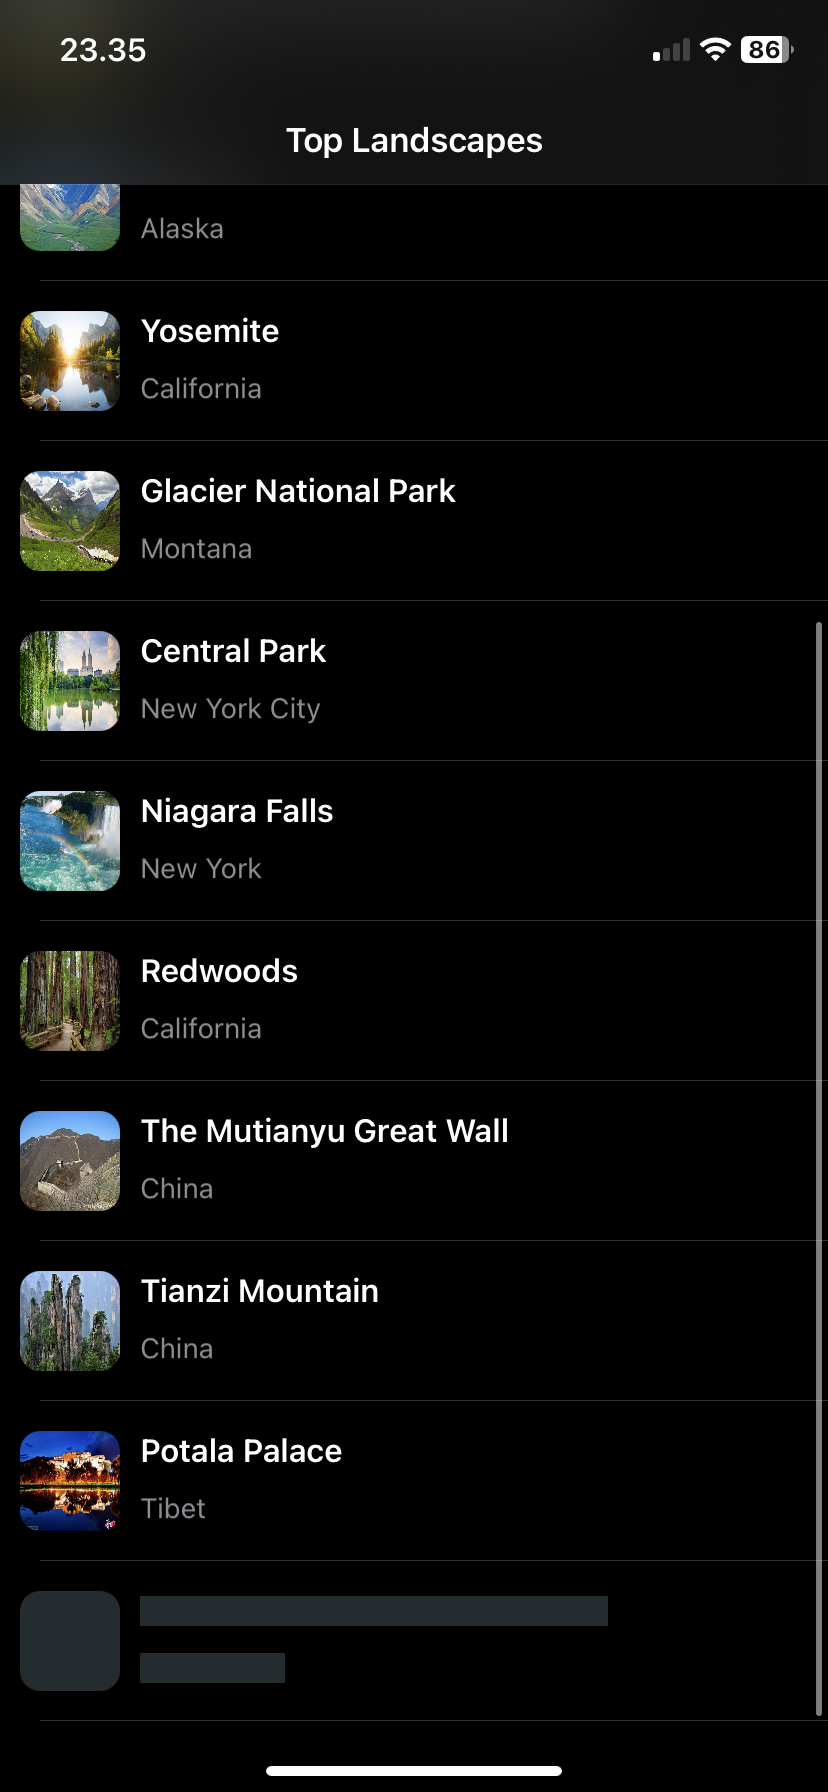 23.35
86
Top Landscapes
Alaska
Yosemite
California
Glacier National Park
Montana
Central Park
New York City
Niagara Falls
New York
Redwoods
California
The Mutianyu Great Wall
China
Tianzi Mountain
China
Potala Palace
Tibet